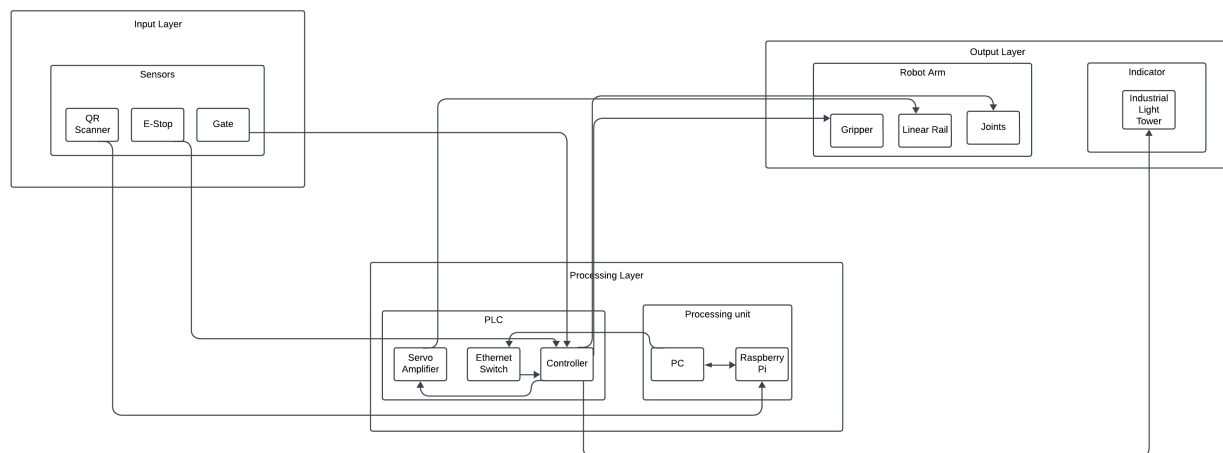 Input Layer
Sensors
QR
Scanner
E-Stop
Gate
Output Layer
Robot Arm
Gripper
Linear Rail
Joints
Indicator
Industrial
Light
Tower
Processing Layer
PLC
Servo
Amplifier
Ethernet
Switch
Controller
Processing unit
PC
Raspberry
Pi